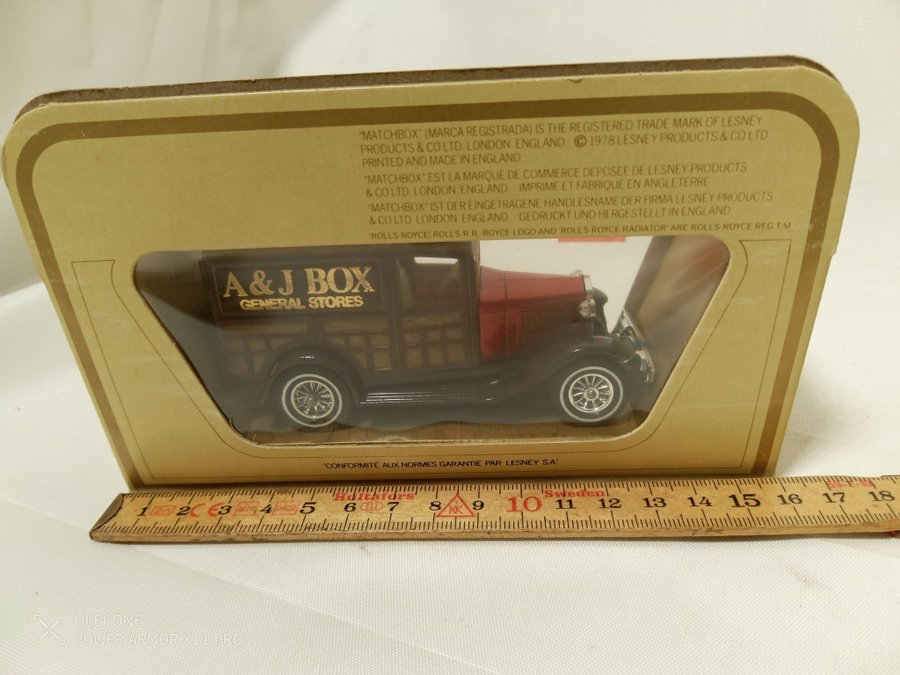 "MATCHBOX" (MARCA REGISTRADA) IS THE REGISTERED TRADE MARK OF LESNEY
PRODUCTS & CO LTD. LONDON. ENGLAND © 1978 LESNEY PRODUCTS & CO LTD
PRINTED AND MADE IN ENGLAND
"MATCHBOX" EST LA MARQUE DE COMMERCE DEPOSEE DE LESNEY PRODUCTS
& CO LTD. LONDON. ENGLAND. IMPRIME ET FABRIQUE EN ANGLETERRE
"MATCHBOX" IST DER EINGETRAGENE HANDLESNAME DER FIRMA LESNEY PRODUCTS
& CO LTD. LONDON. ENGLAND. GEDRUCKT UND HERGESTELLT IN ENGLAND
'ROLLS-ROYCE; ROLLS-R.R. ROYCE LOGO AND 'ROLLS-ROYCE RADIATOR' ARE ROLLS-ROYCE REG T.M.
A & J BOX
GENERAL STORES
"CONFORMITÉ AUX NORMES GARANTIE PAR LESNEY S.A."
Hultafors Sweden
1 2 CE 3 4 5 6 7 8 9 10 11 12 13 14 15 16 17 18
ULEFONE
POWER ARMOR X11 PRO